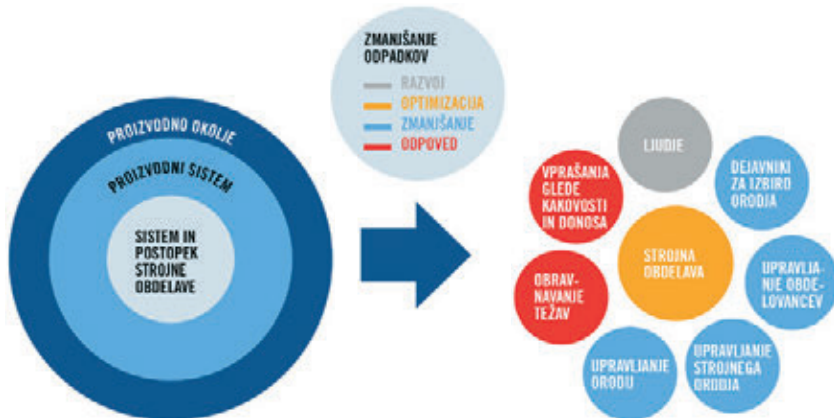 ZMANJŠANJE
ODPADKOV
RAZVOJ
OPTIMIZACIJA
ZMANJŠANJE
ODPOVED
PROIZVODNO OKOLJE
PROIZVODNI SISTEM
SISTEM IN
POSTOPEK
STROJNE
OBDELAVE
LJUDJE
VPRAŠANJA
GLEDE
KAKOVOSTI
IN DONOSA
DEJAVNIKI
ZA IZBIRO
ORODJA
STROJNA
OBDELAVA
OBRAV-
NAVANJE
TEŽAV
UPRAVLJA-
NJE OBDE-
LOVANCEV
UPRAVLJANJE
ORODIJ
UPRAVLJANJE
STROJNEGA
ORODJA